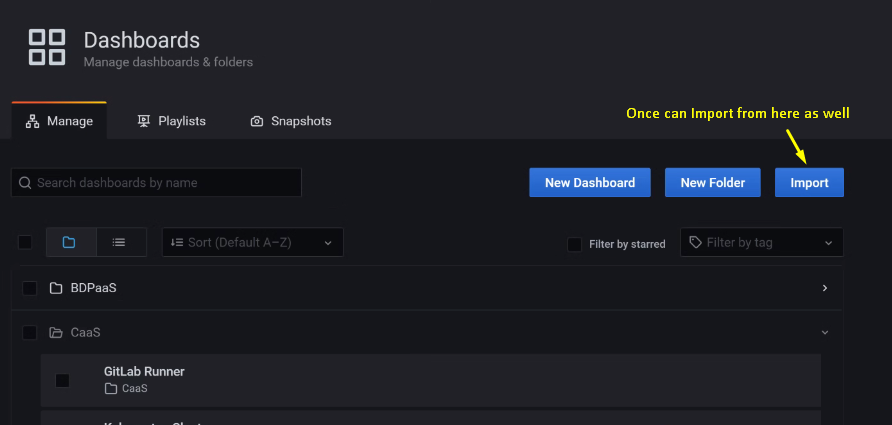 Dashboards
Manage dashboards & folders
Manage
Playlists
Snapshots
Once can Import from here as well
Search dashboards by name
New Dashboard
New Folder
Import
Sort (Default A–Z)
Filter by starred
Filter by tag
BDPaaS
CaaS
GitLab Runner
CaaS